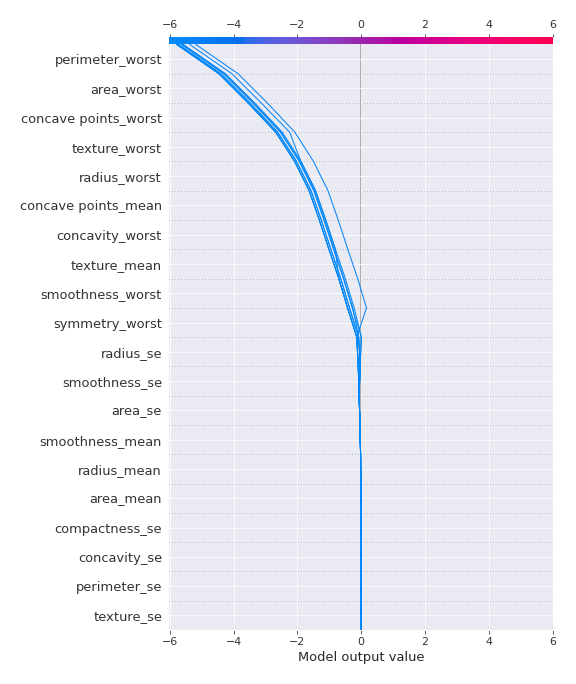 −6 −4 −2 0 2 4 6
perimeter_worst
area_worst
concave points_worst
texture_worst
radius_worst
concave points_mean
concavity_worst
texture_mean
smoothness_worst
symmetry_worst
radius_se
smoothness_se
area_se
smoothness_mean
radius_mean
area_mean
compactness_se
concavity_se
perimeter_se
texture_se
−6 −4 −2 0 2 4 6
Model output value